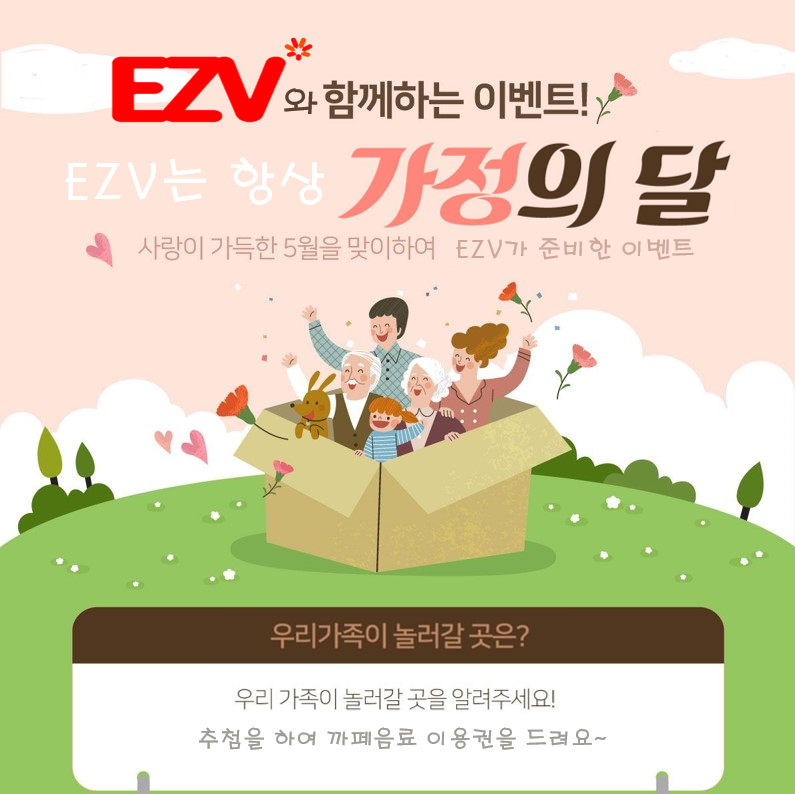 EZV와 함께하는 이벤트!
EZV는 항상 가정의 달
사랑이 가득한 5월을 맞이하여 EZV가 준비한 이벤트
우리가족이 놀러갈 곳은?
우리 가족이 놀러갈 곳을 알려주세요!
추첨을 하여 까페음료 이용권을 드려요~